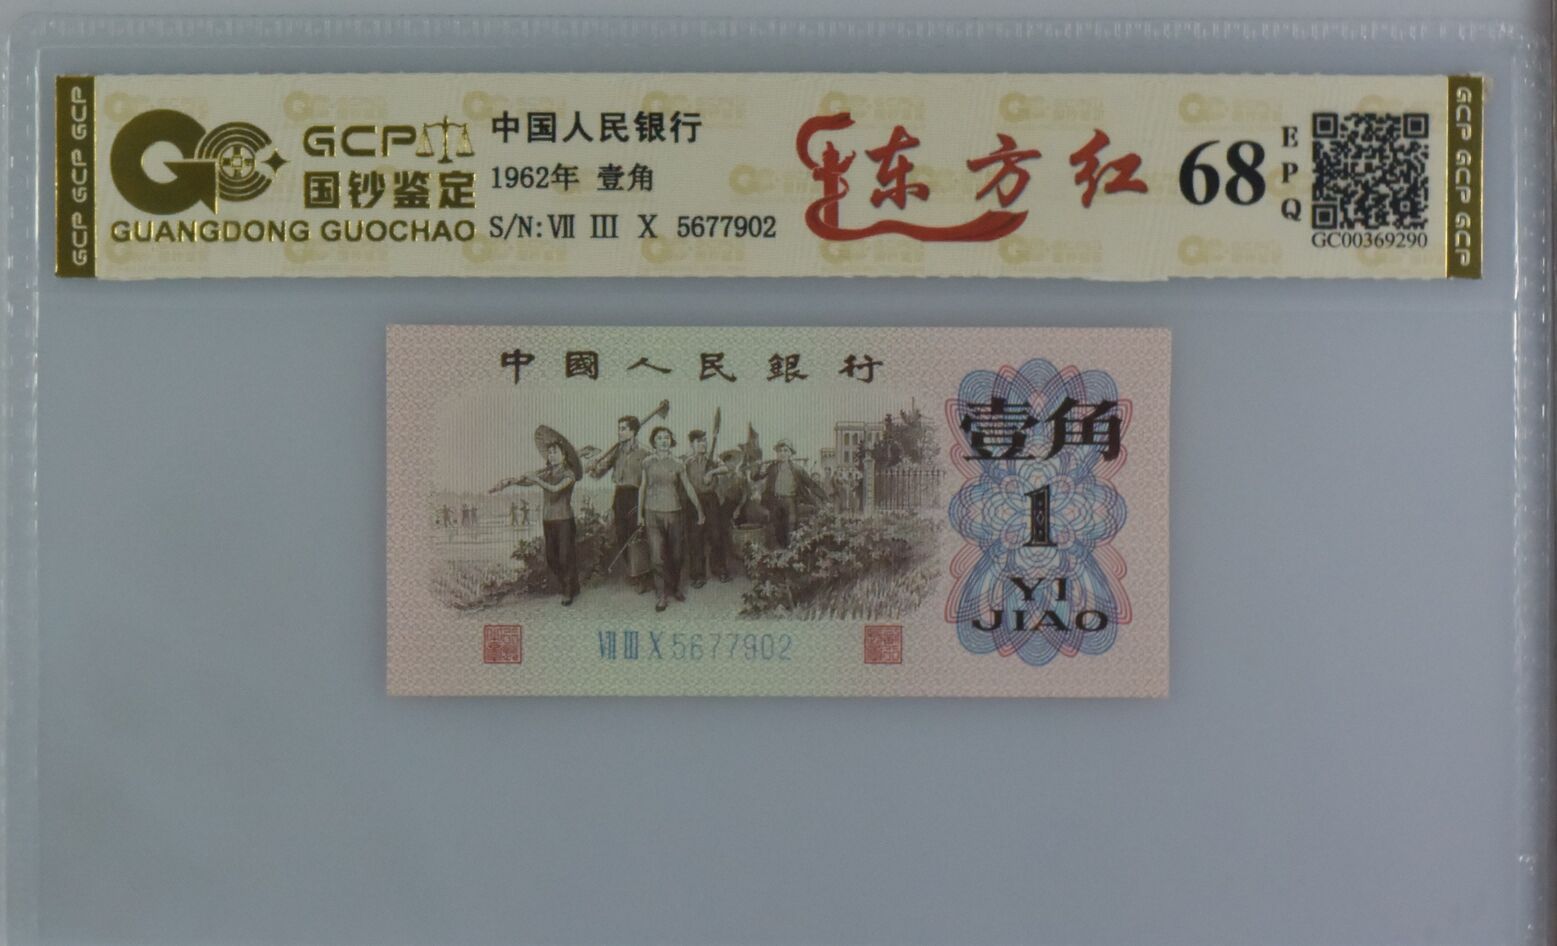 GCP GCP GCP
GCP
国钞鉴定
GUANGDONG GUOCHAO
中国人民银行
1962年 壹角
S/N: Ⅶ Ⅲ Ⅹ 5677902
东方红
68
EPQ
GC00369290
GCP GCP GCP
中國人民銀行
壹角
1
YI
JIAO
Ⅶ Ⅲ Ⅹ 5677902